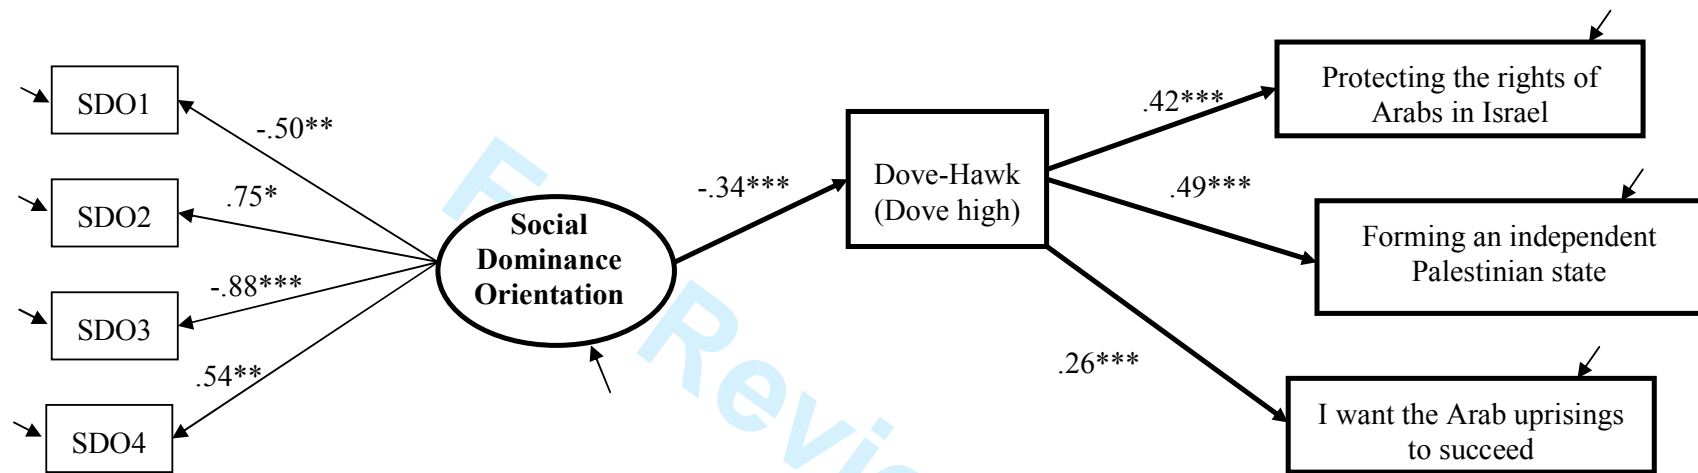 SDO1
SDO2
SDO3
SDO4
-.50**
.75*
-.88***
.54**
Social
Dominance
Orientation
-.34***
Dove-Hawk
(Dove high)
.42***
.49***
.26***
Protecting the rights of
Arabs in Israel
Forming an independent
Palestinian state
I want the Arab uprisings
to succeed